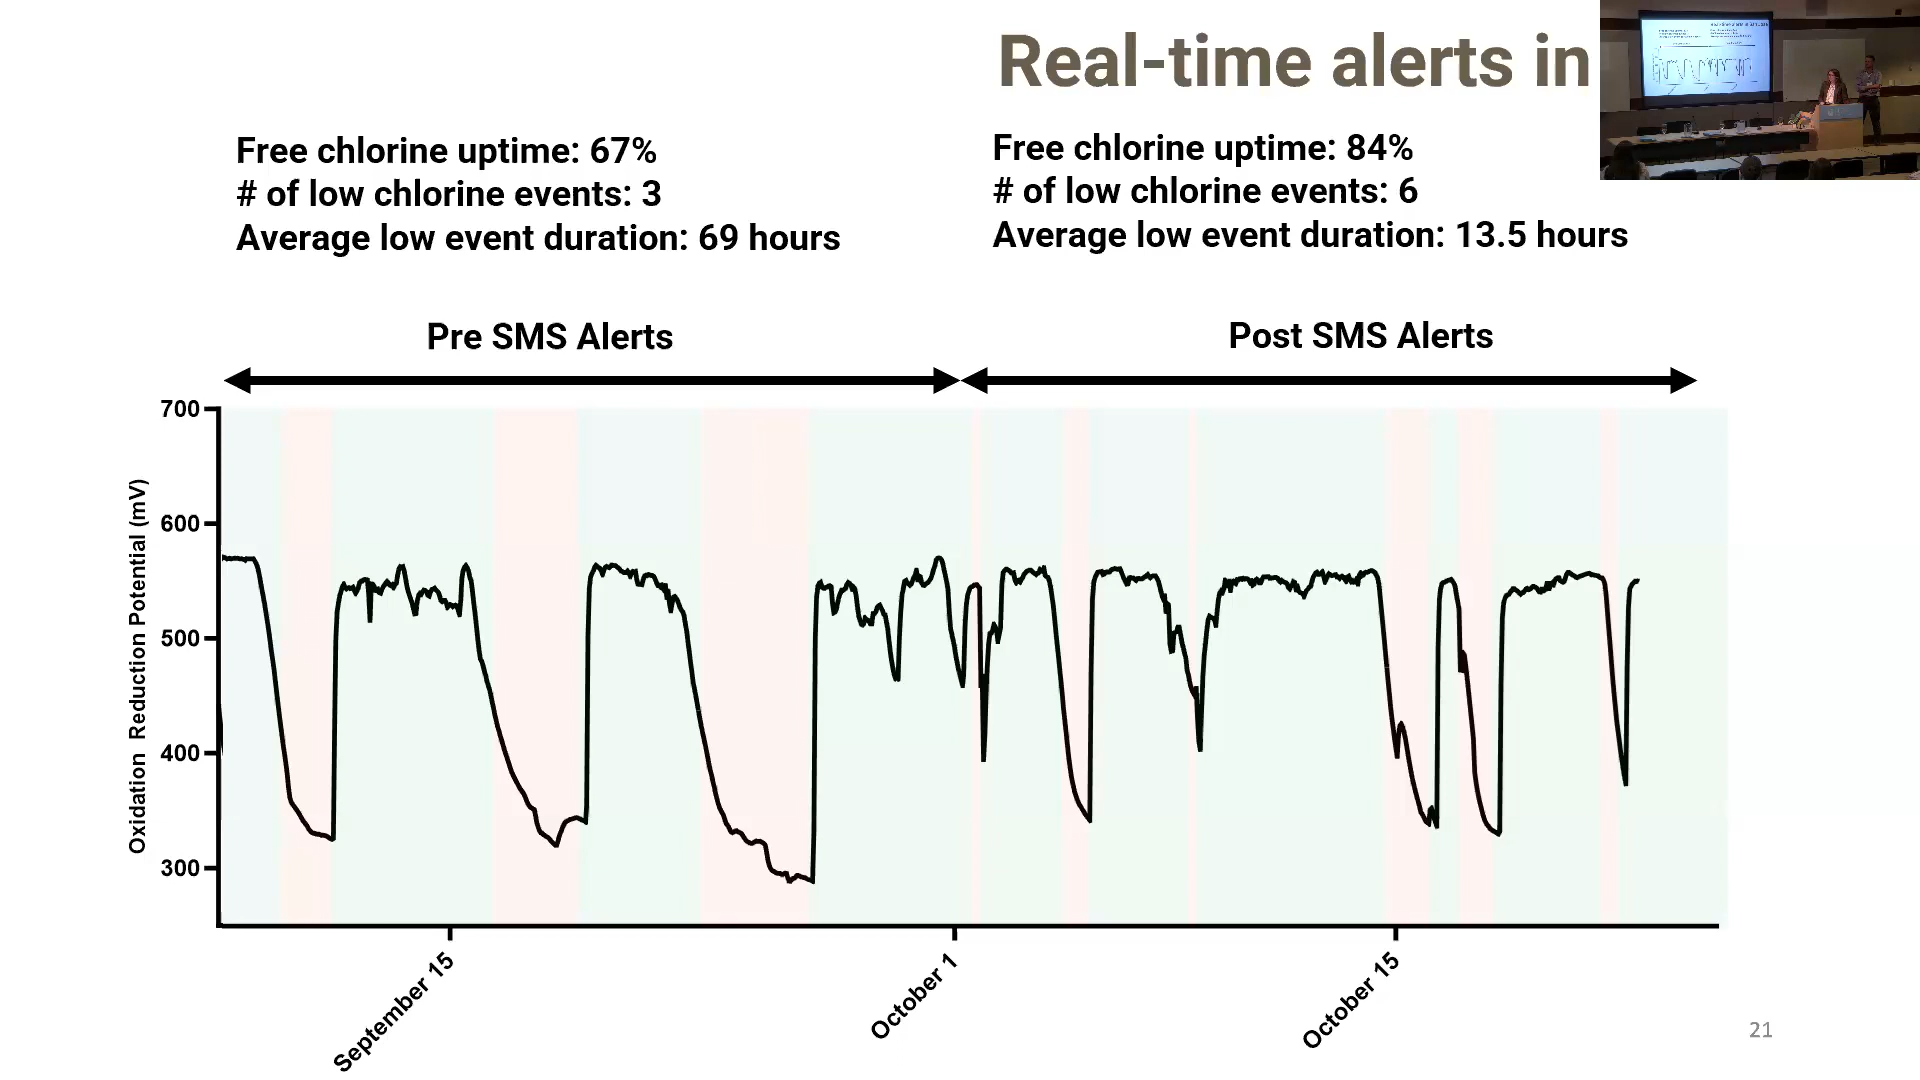 Real-time alerts in
Free chlorine uptime: 67%
# of low chlorine events: 3
Average low event duration: 69 hours
Free chlorine uptime: 84%
# of low chlorine events: 6
Average low event duration: 13.5 hours
Pre SMS Alerts
Post SMS Alerts
Oxidation Reduction Potential (mV)
700
600
500
400
300
September 15
October 1
October 15
21